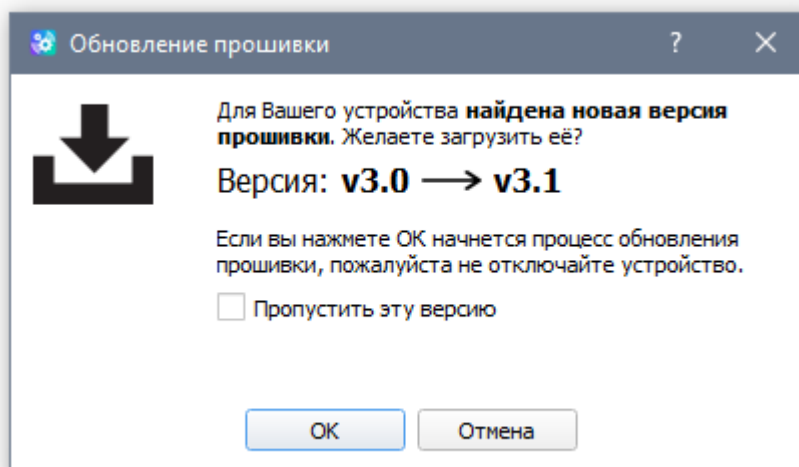 Обновление прошивки ? ×
Для Вашего устройства найдена новая версия
прошивки. Желаете загрузить её?
Версия: v3.0 → v3.1
Если вы нажмете ОК начнется процесс обновления
прошивки, пожалуйста не отключайте устройство.
Пропустить эту версию
ОК Отмена